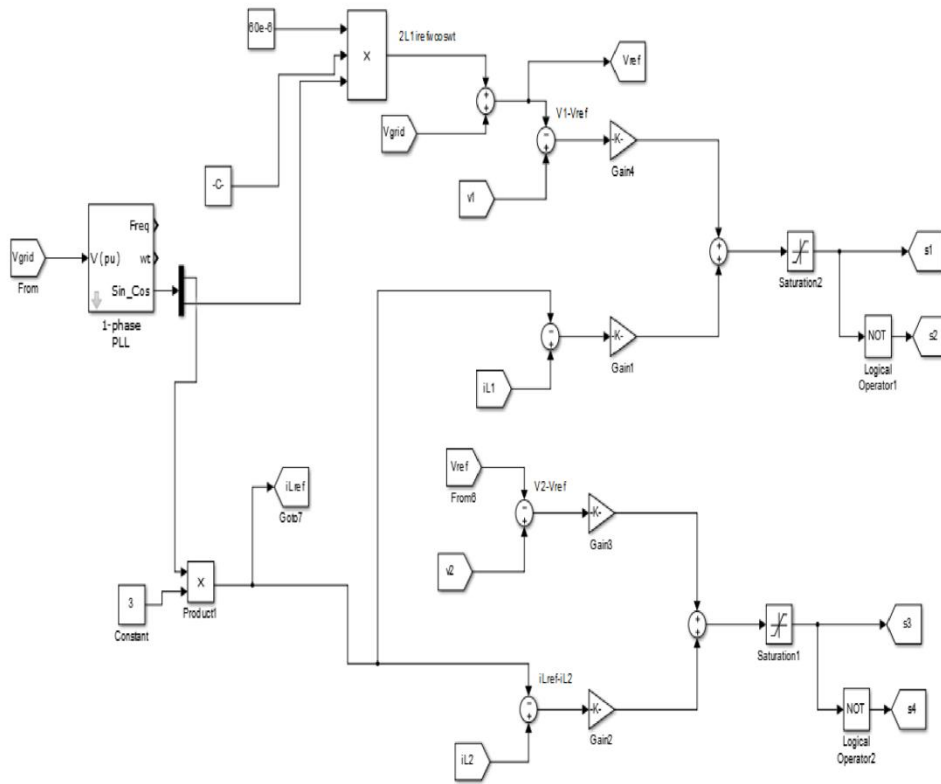 60e-6
X
2L1irefwcoswt
Vref
Vgrid
V1-Vref
-K-
Gain4
v1
-C-
Freq
V(pu)
wt
Sin_Cos
1-phase
PLL
Vgrid
From
Saturation2
s1
NOT
s2
Logical
Operator1
-K-
Gain1
iL1
Vref
From6
V2-Vref
-K-
Gain3
v2
iLref
Goto7
X
Product1
3
Constant
Saturation1
s3
NOT
s4
Logical
Operator2
iLref-iL2
-K-
Gain2
iL2